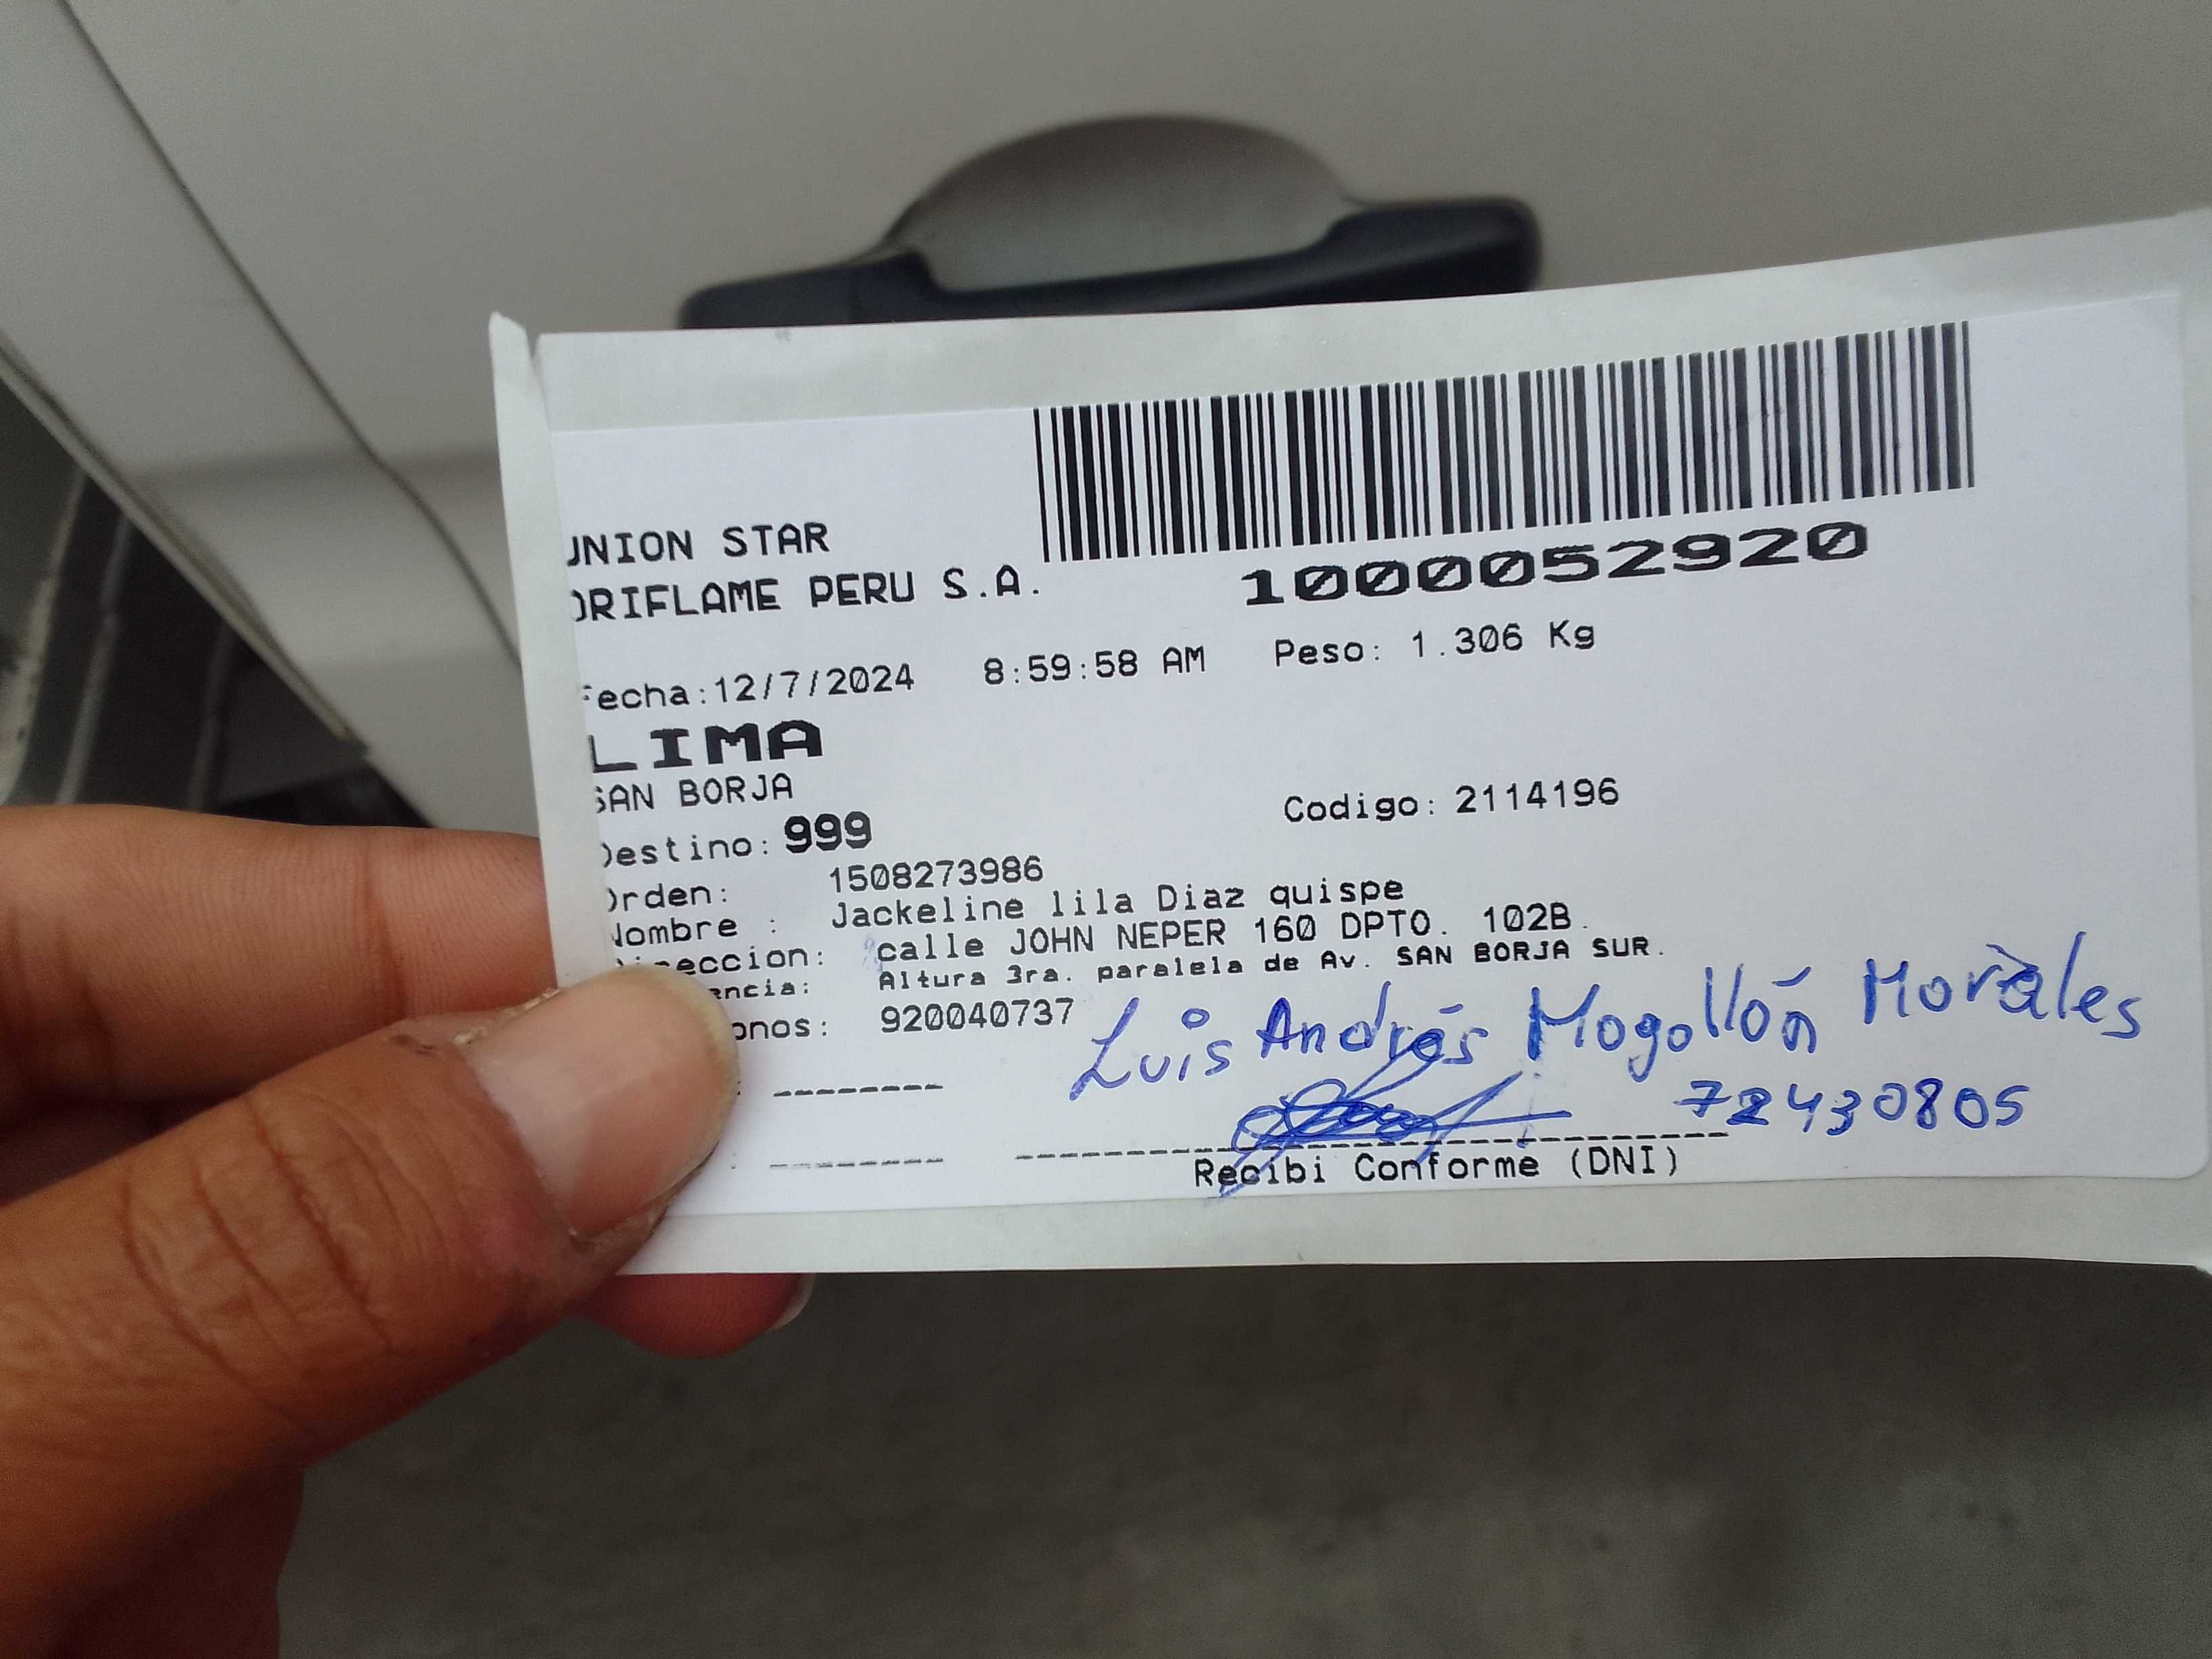 UNION STAR
ORIFLAME PERU S.A.
1000052920
Fecha:12/7/2024 8:59:58 AM Peso: 1.306 Kg
LIMA
SAN BORJA
Destino: 999 Codigo: 2114196
Orden: 1508273986
Nombre : Jackeline lila Diaz quispe
Direccion: calle JOHN NEPER 160 DPTO. 102B.
encia: Altura 3ra. paralela de Av. SAN BORJA SUR.
onos: 920040737
Luis Andrés Mogollón Morales
72430805
Recibi Conforme (DNI)